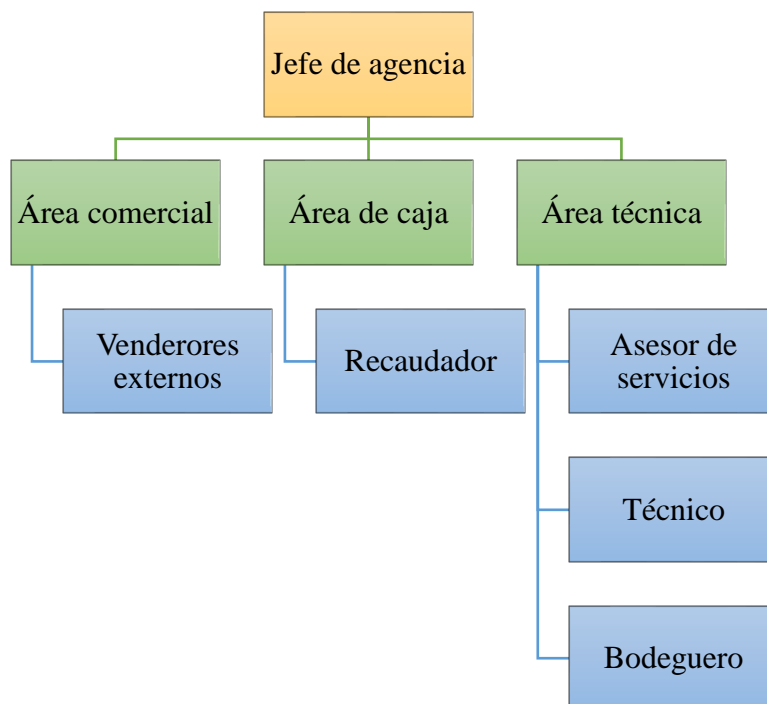 Jefe de agencia
Área comercial
Área de caja
Área técnica
Venderores
externos
Recaudador
Asesor de
servicios
Técnico
Bodeguero